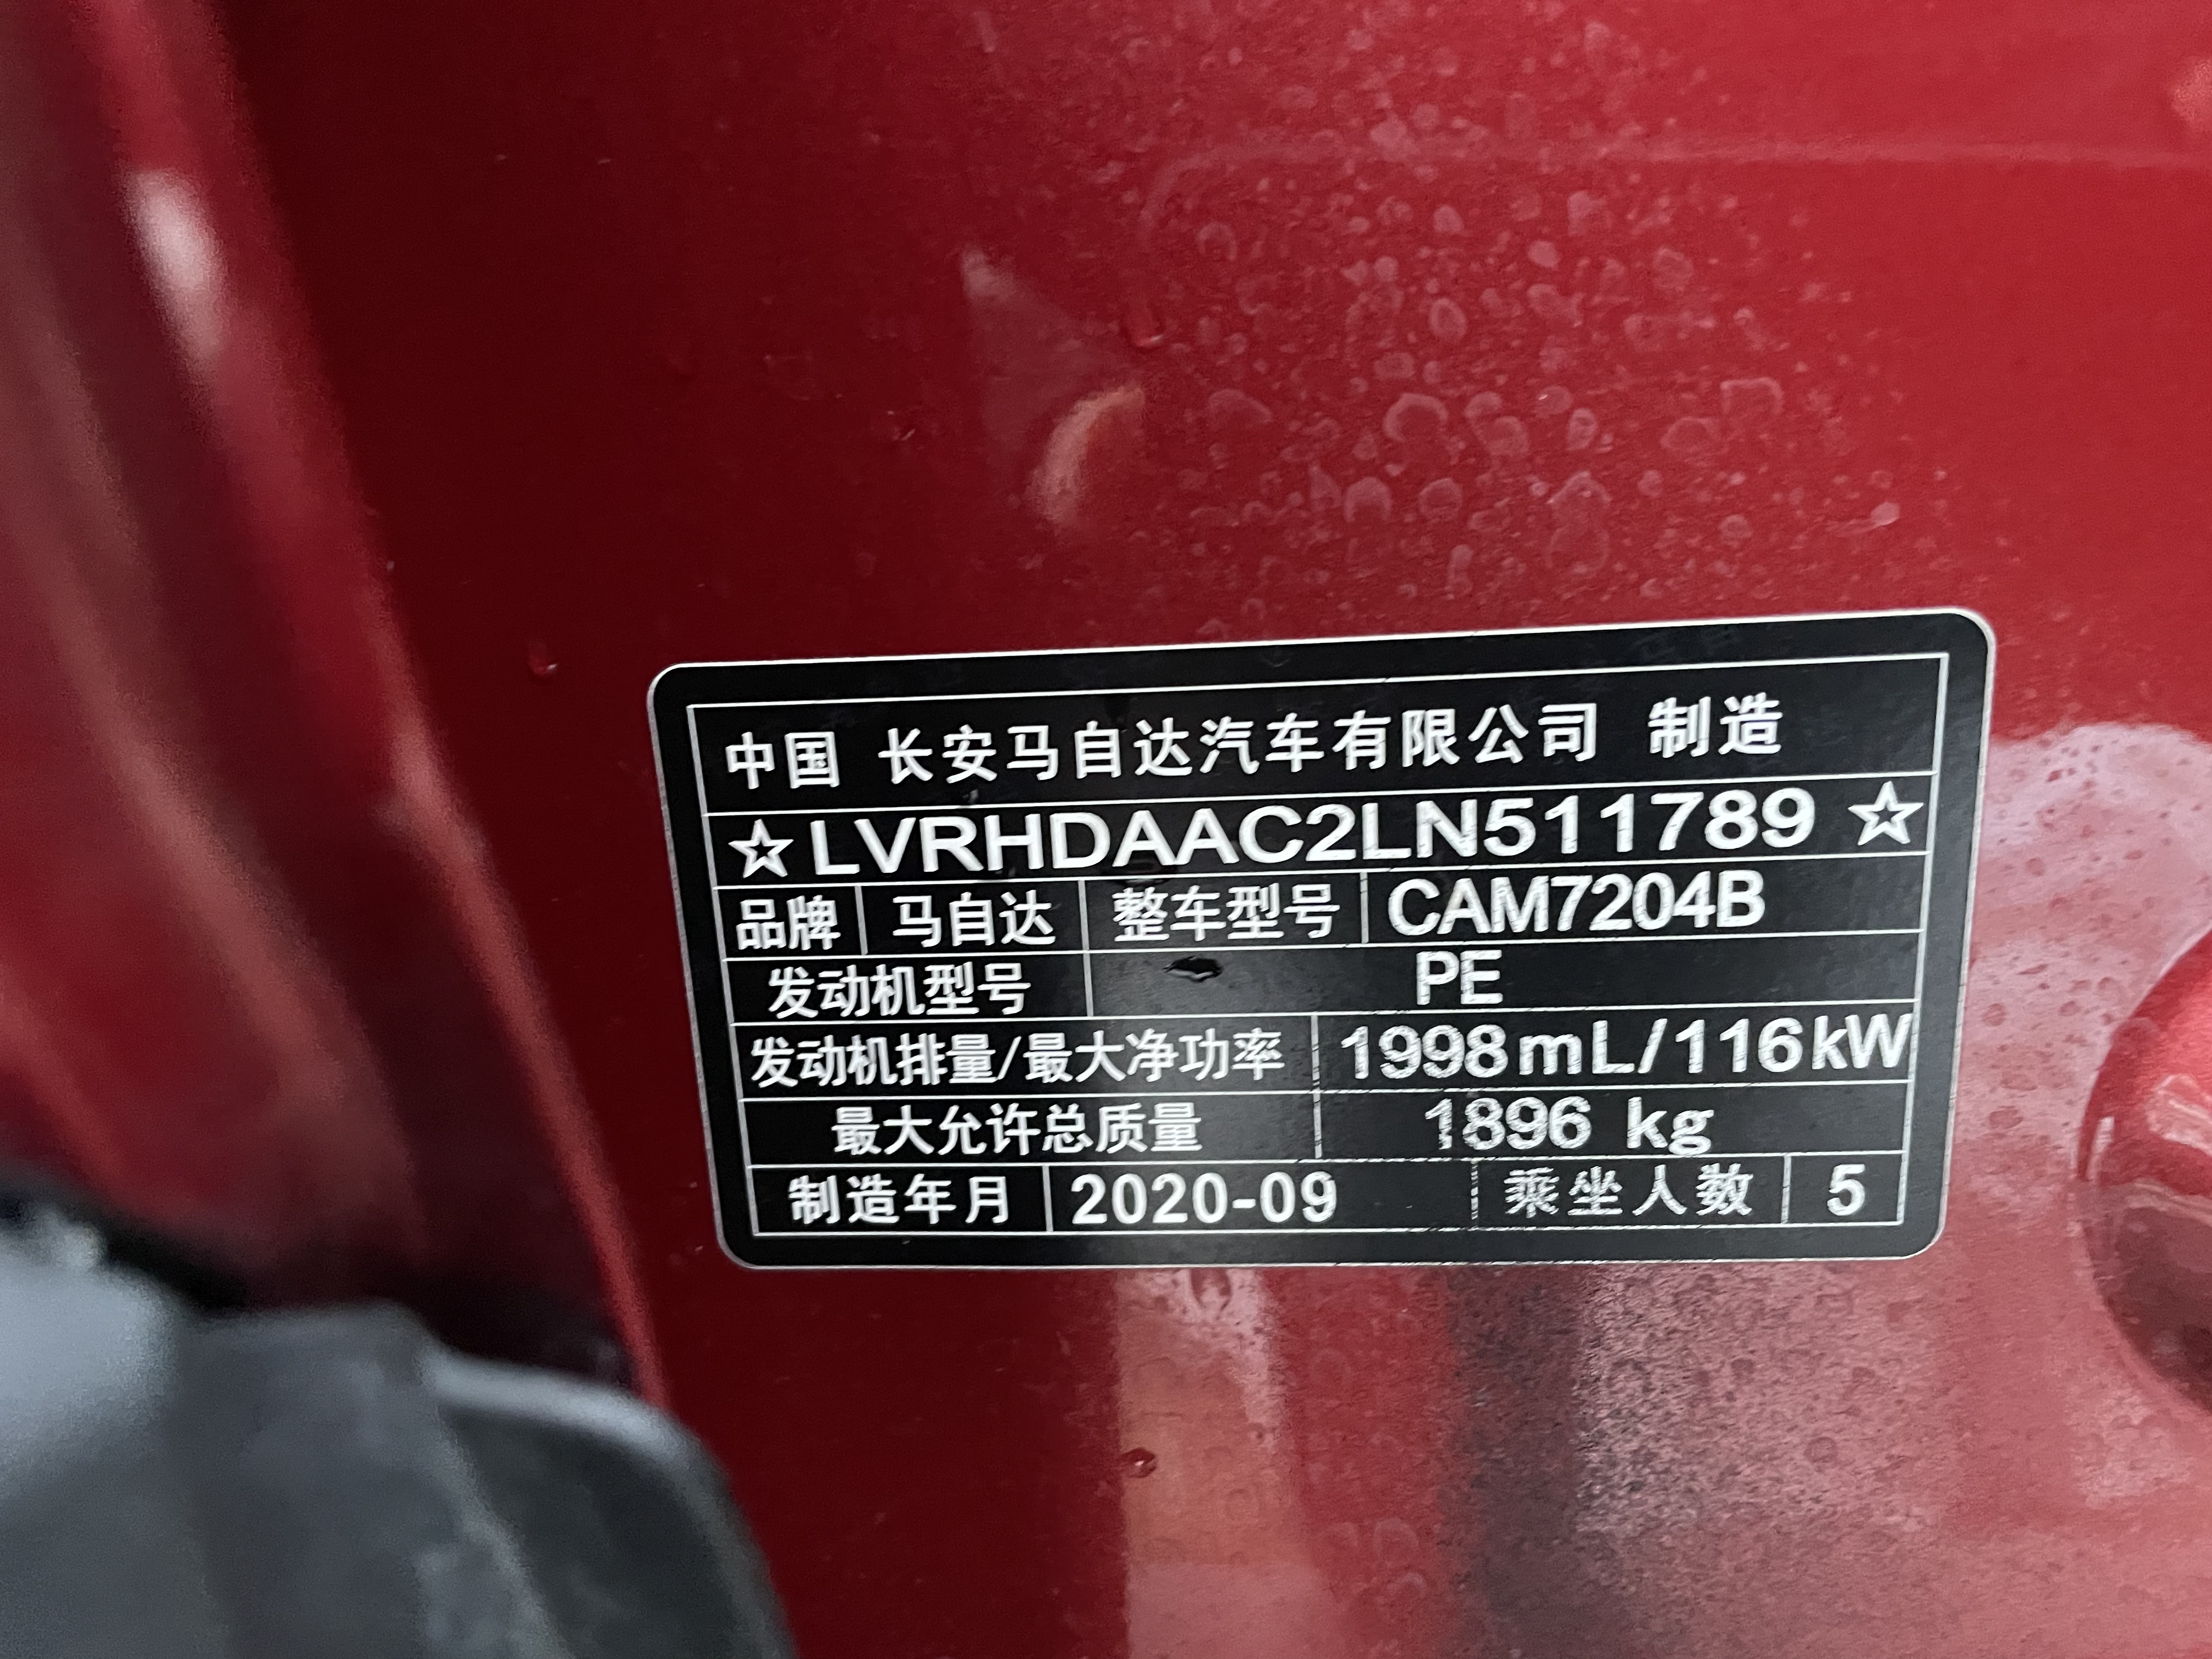 中国 长安马自达汽车有限公司 制造
☆LVRHDAAC2LN511789☆
品牌 马自达 整车型号 CAM7204B
发动机型号 PE
发动机排量/最大净功率 1998mL/116kW
最大允许总质量 1896 kg
制造年月 2020-09 乘坐人数 5